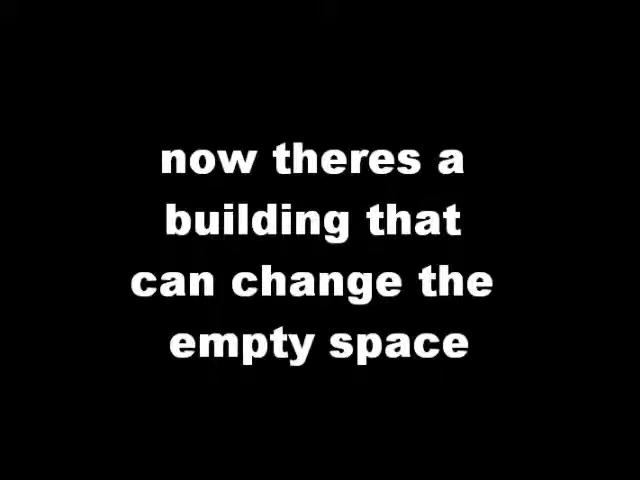 now theres a
building that
can change the
empty space